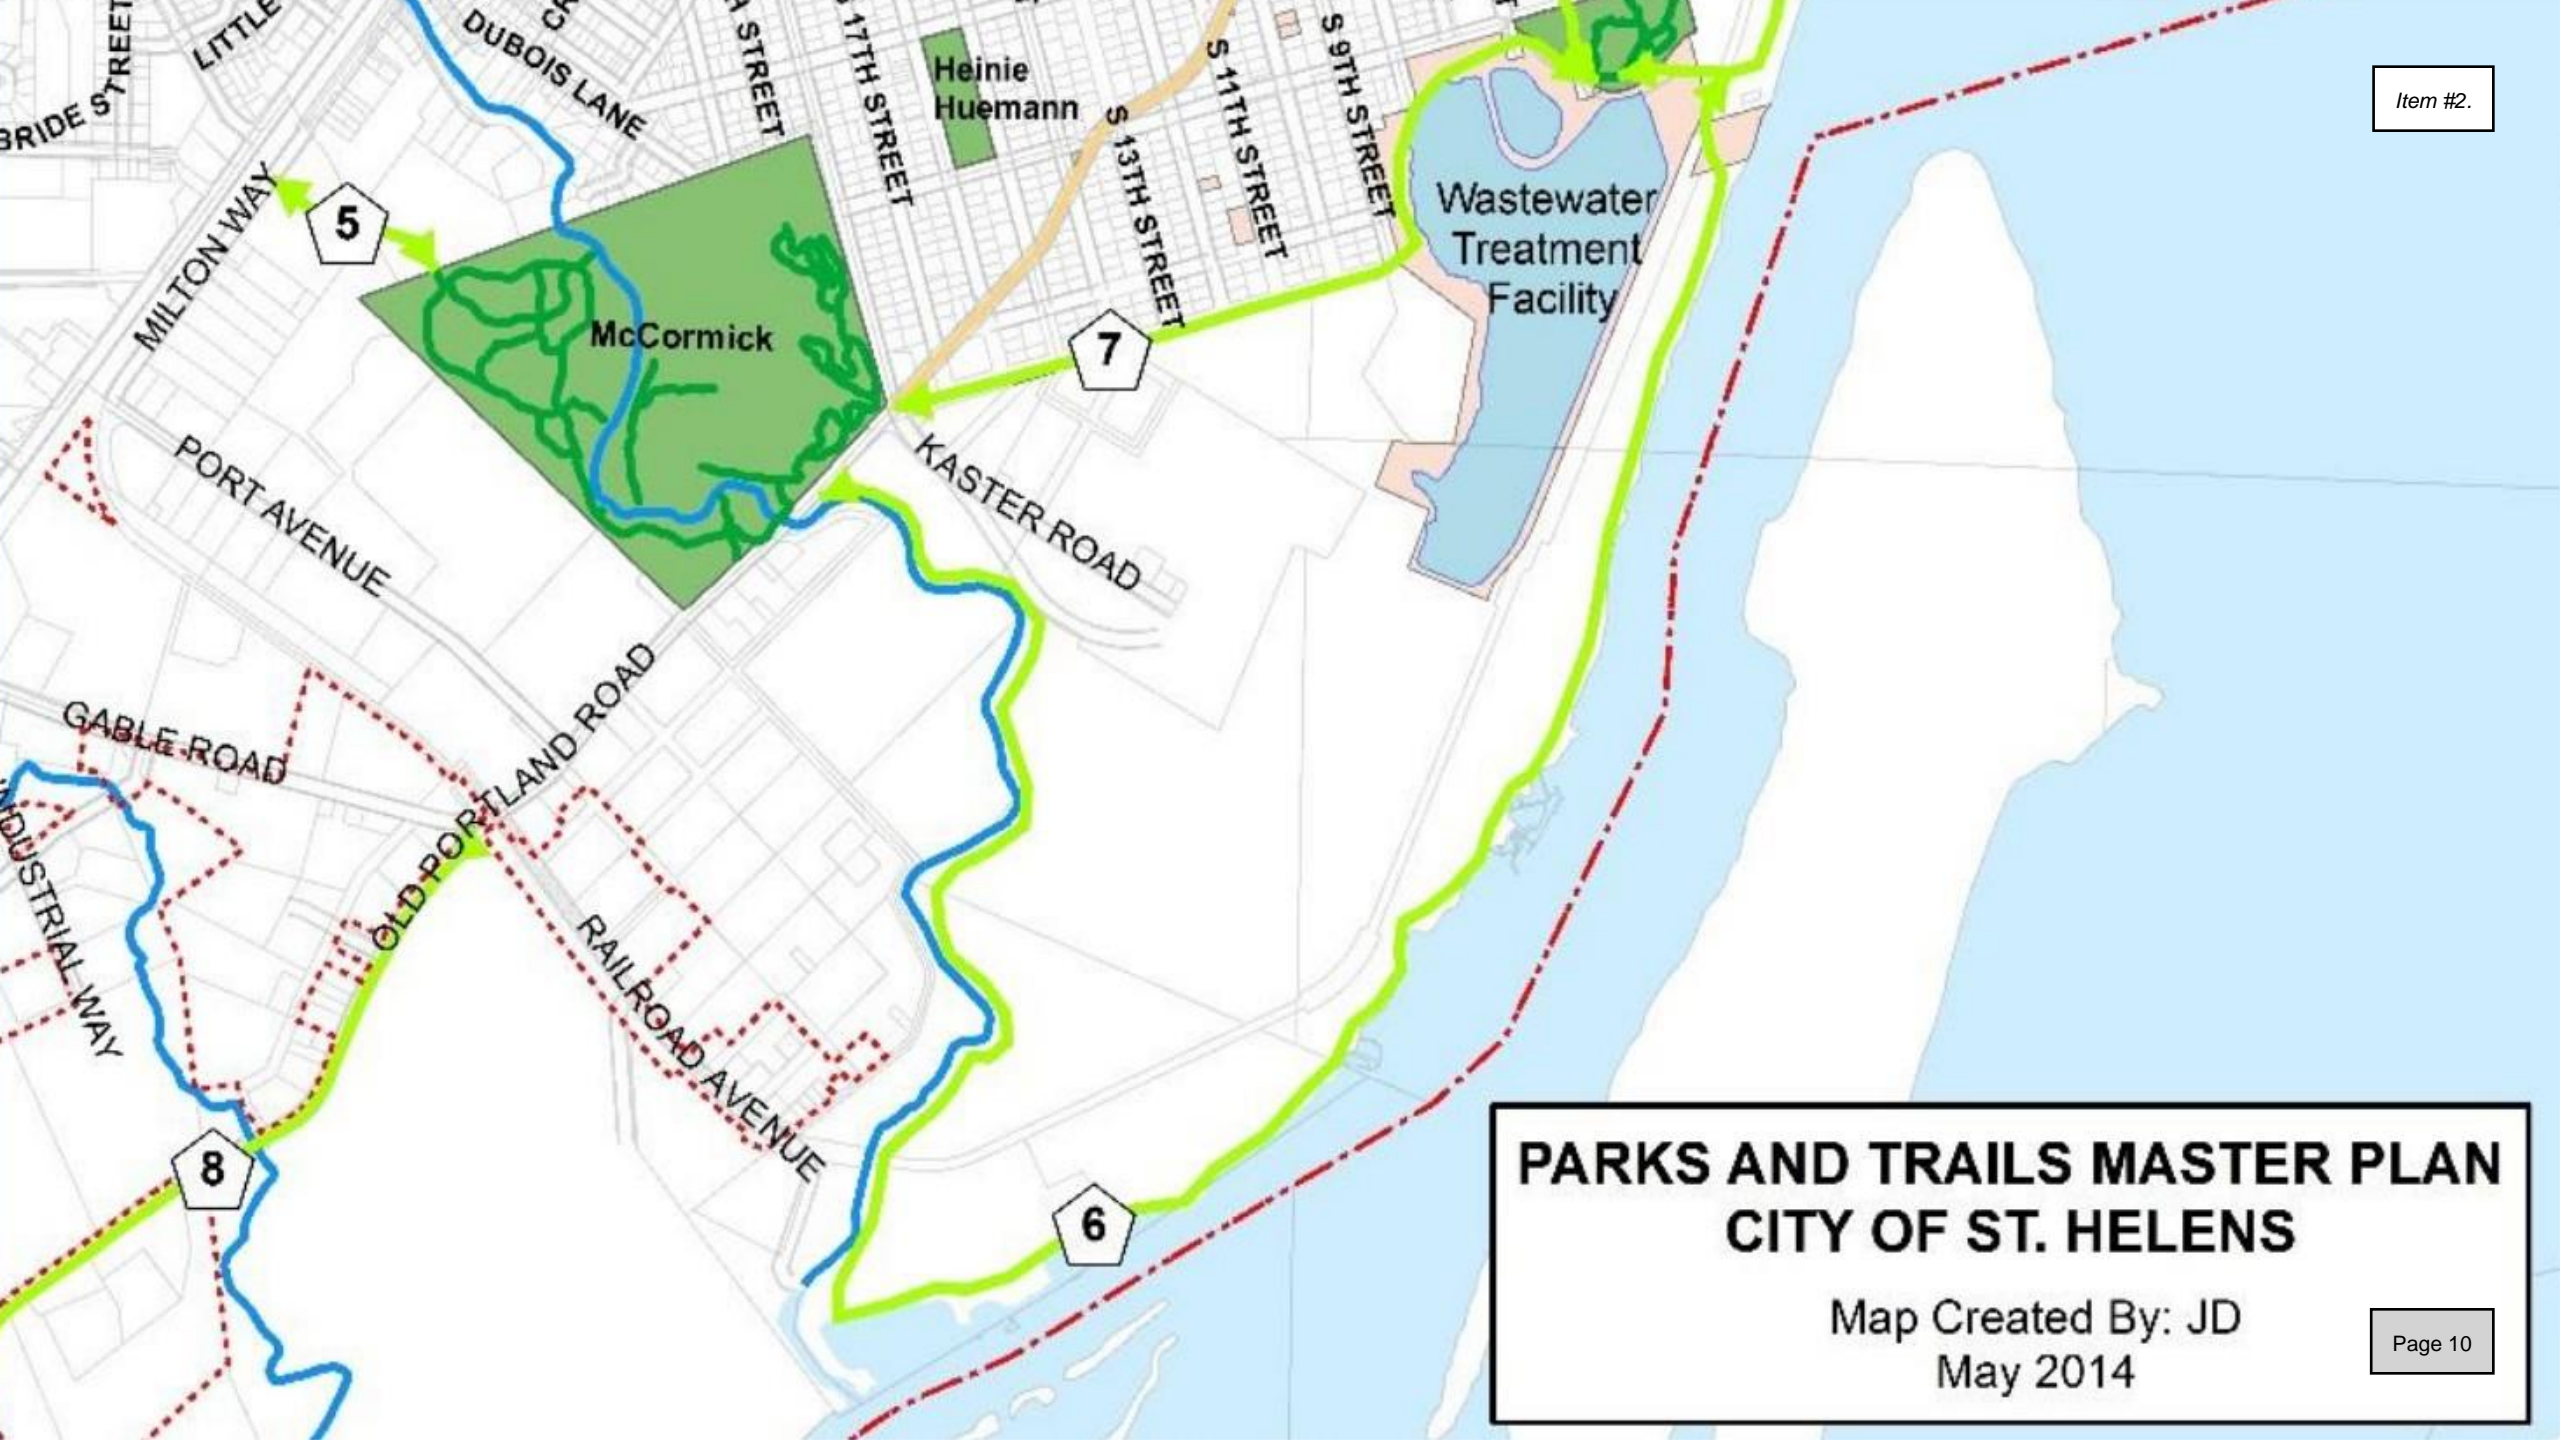 LITTLE
STREET
BRIDE STREET
DUBOIS LANE
H STREET
17TH STREET
Heinie
Huemann
S 13TH STREET
S 11TH STREET
S 9TH STREET
Item #2.
Wastewater
Treatment
Facility
MILTON WAY
5
McCormick
7
PORT AVENUE
KASTER ROAD
GABLE ROAD
OLD PORTLAND ROAD
INDUSTRIAL WAY
RAILROAD AVENUE
8
6
PARKS AND TRAILS MASTER PLAN
CITY OF ST. HELENS
Map Created By: JD
May 2014
Page 10